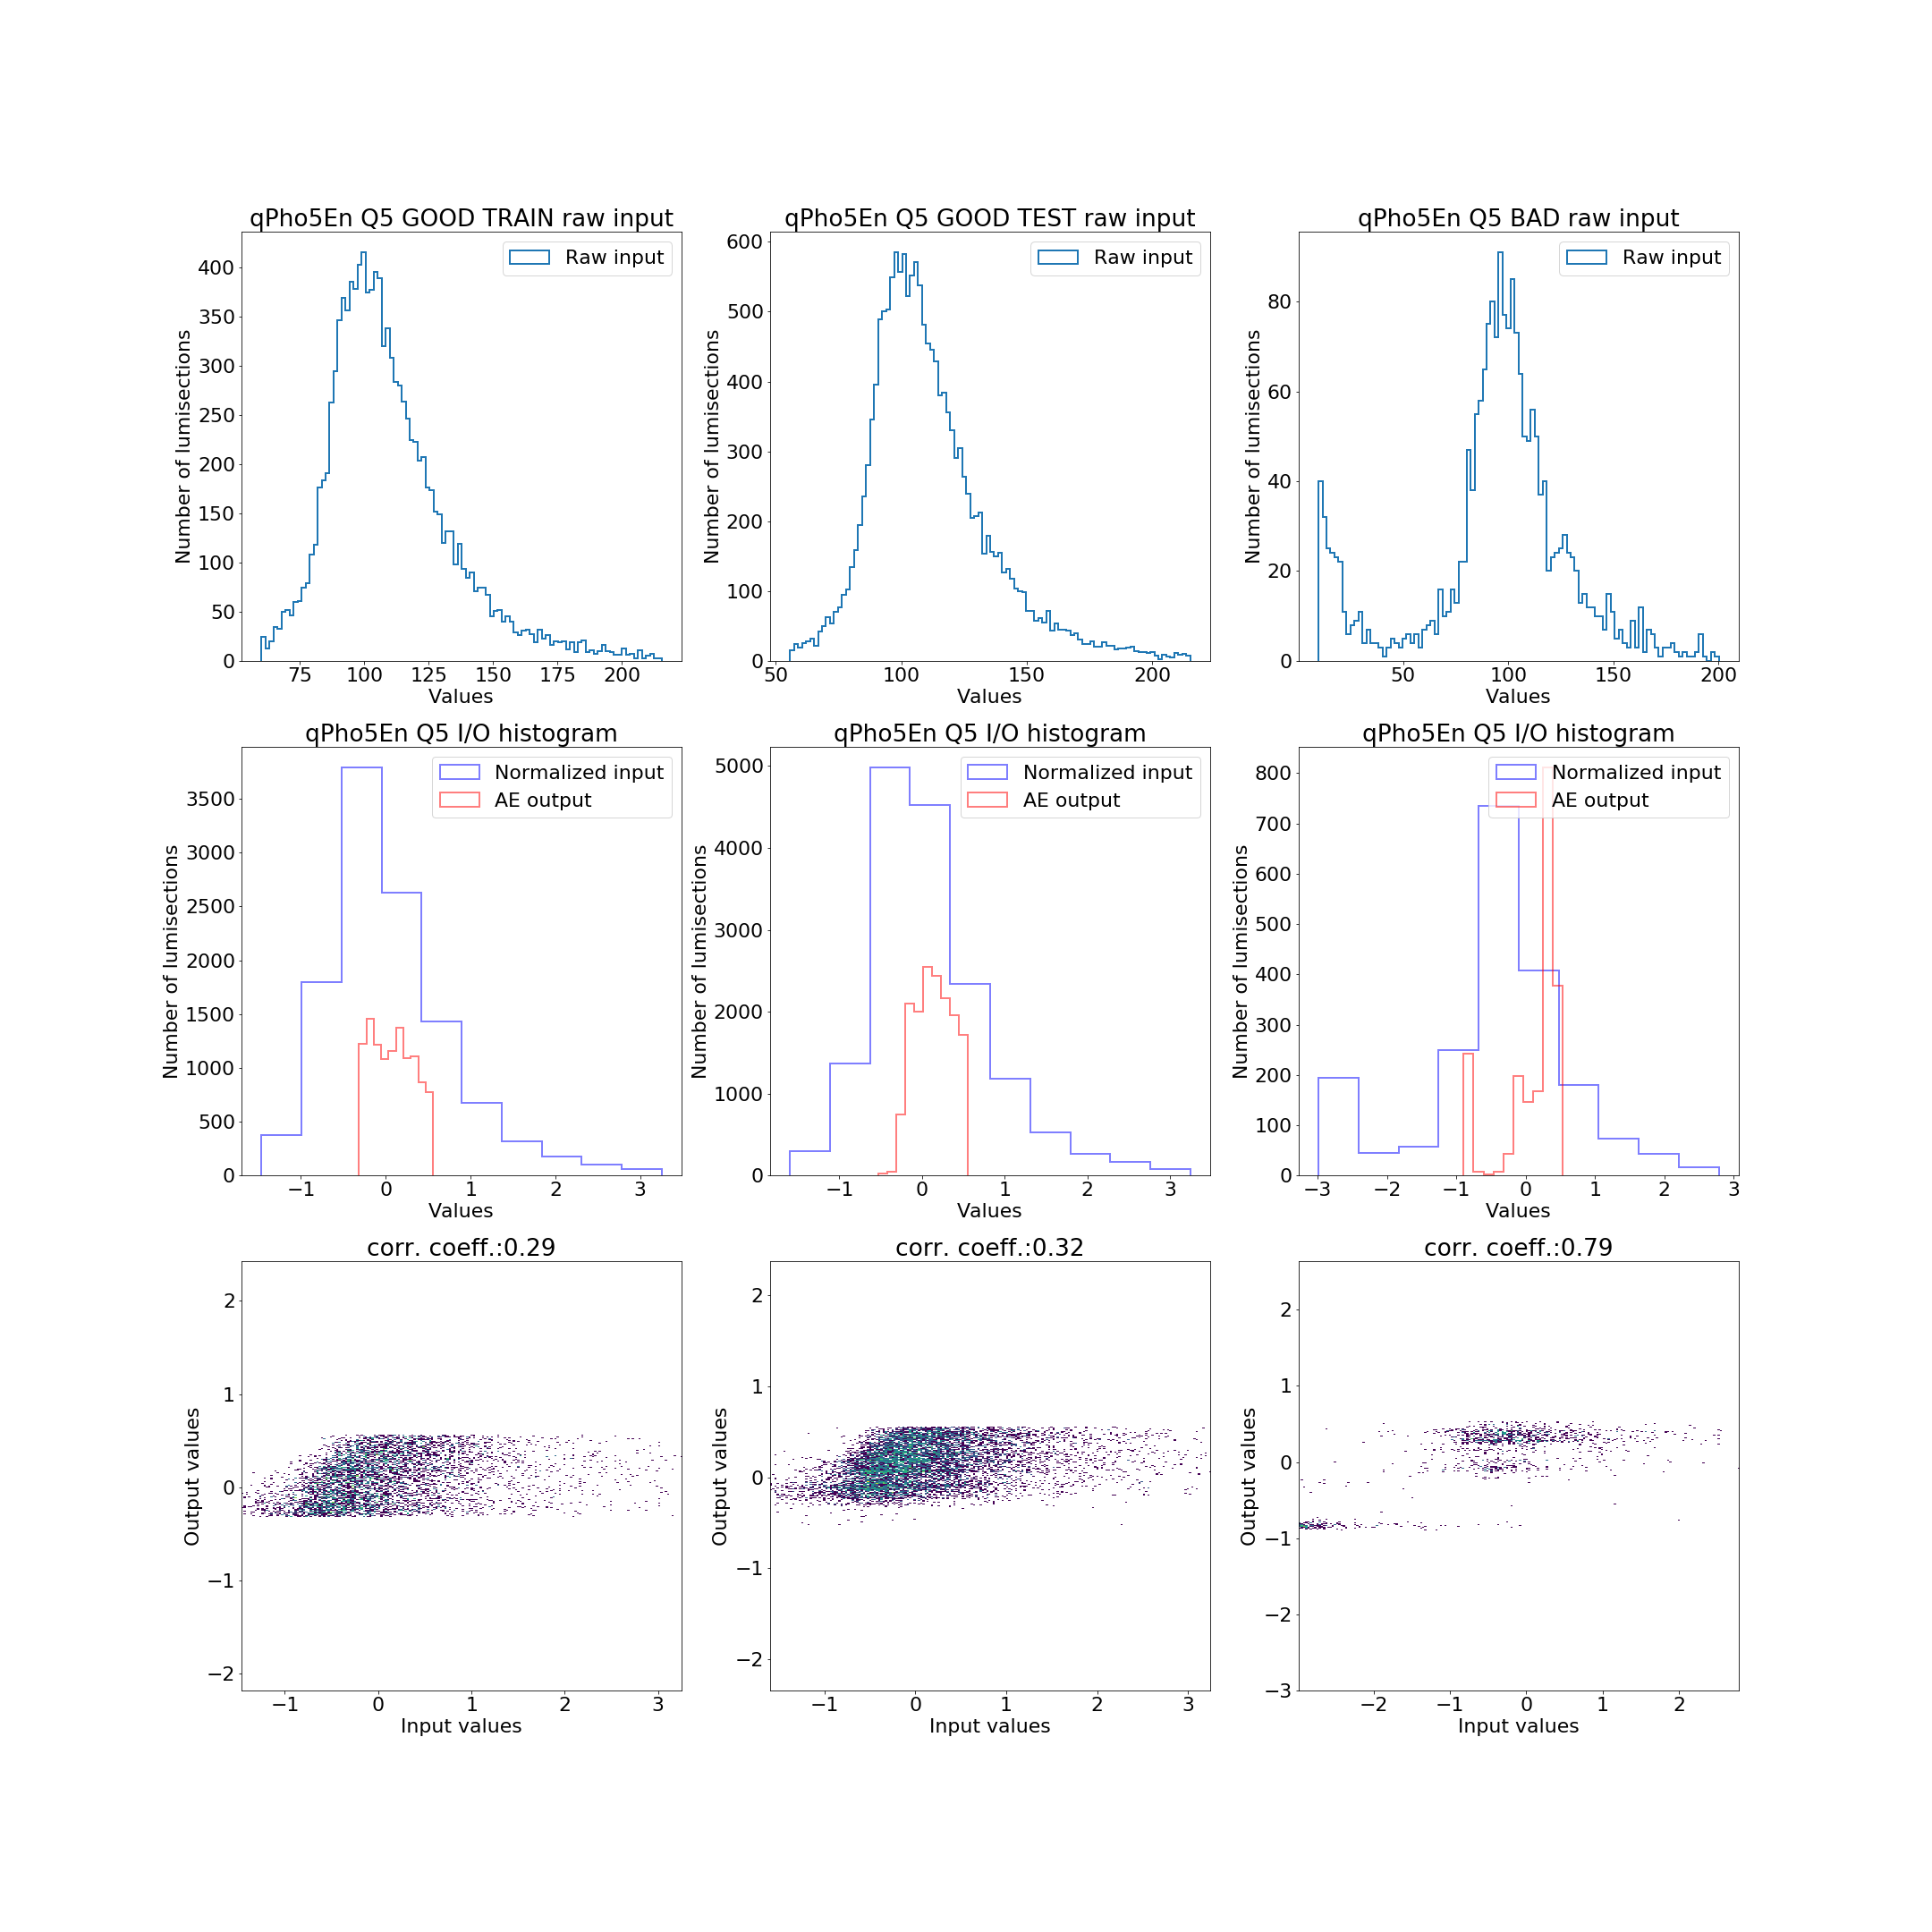 qPho5En Q5 GOOD TRAIN raw input
Raw input
400
350
300
250
200
150
100
50
0
Number of lumisections
75 100 125 150 175 200
Values
qPho5En Q5 GOOD TEST raw input
Raw input
600
500
400
300
200
100
0
Number of lumisections
50 100 150 200
Values
qPho5En Q5 BAD raw input
Raw input
80
60
40
20
0
Number of lumisections
50 100 150 200
Values
qPho5En Q5 I/O histogram
Normalized input
AE output
3500
3000
2500
2000
1500
1000
500
0
Number of lumisections
−1 0 1 2 3
Values
qPho5En Q5 I/O histogram
Normalized input
AE output
5000
4000
3000
2000
1000
0
Number of lumisections
−1 0 1 2 3
Values
qPho5En Q5 I/O histogram
Normalized input
AE output
800
700
600
500
400
300
200
100
0
Number of lumisections
−3 −2 −1 0 1 2 3
Values
corr. coeff.:0.29
2
1
0
−1
−2
Output values
−1 0 1 2 3
Input values
corr. coeff.:0.32
2
1
0
−1
−2
Output values
−1 0 1 2 3
Input values
corr. coeff.:0.79
2
1
0
−1
−2
−3
Output values
−2 −1 0 1 2
Input values